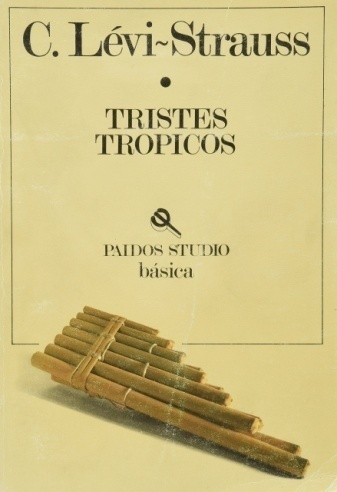 C. Lévi~Strauss
TRISTES
TROPICOS
PAIDOS STUDIO
básica